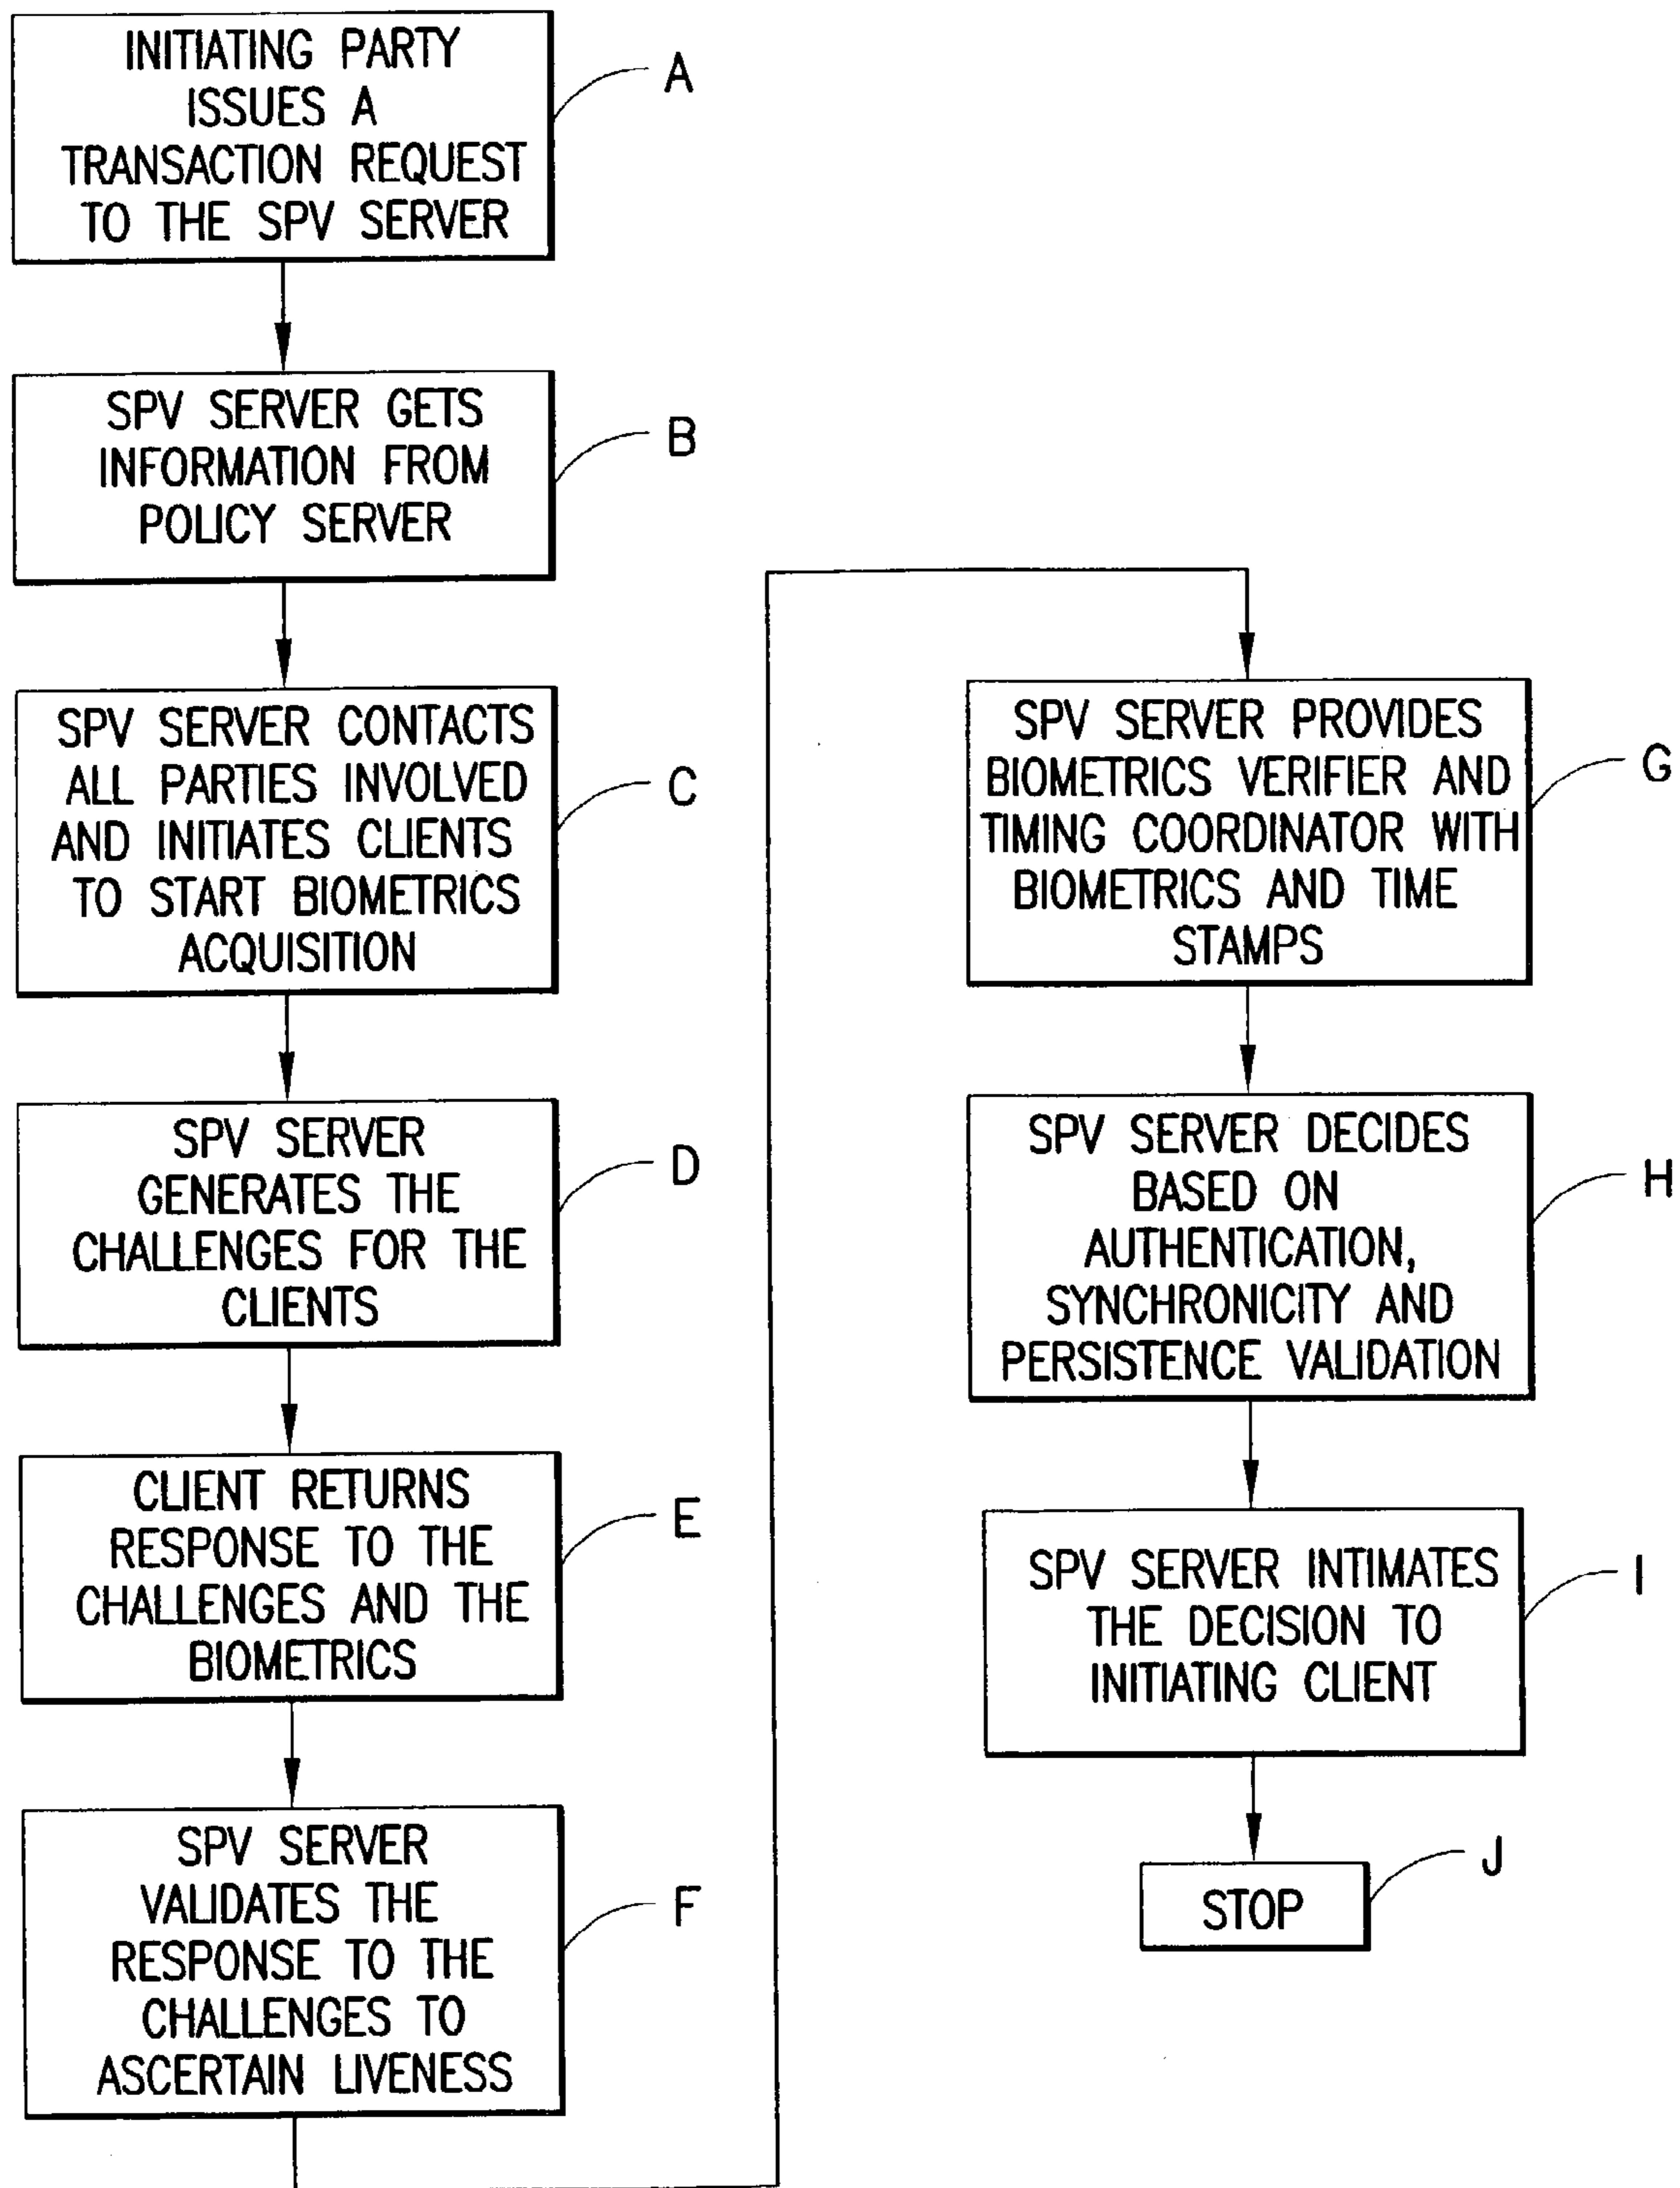 INITIATING PARTY
ISSUES A
TRANSACTION REQUEST
TO THE SPV SERVER
A
SPV SERVER GETS
INFORMATION FROM
POLICY SERVER
B
SPV SERVER CONTACTS
ALL PARTIES INVOLVED
AND INITIATES CLIENTS
TO START BIOMETRICS
ACQUISITION
C
SPV SERVER
GENERATES THE
CHALLENGES FOR THE
CLIENTS
D
CLIENT RETURNS
RESPONSE TO THE
CHALLENGES AND THE
BIOMETRICS
E
SPV SERVER
VALIDATES THE
RESPONSE TO THE
CHALLENGES TO
ASCERTAIN LIVENESS
F
SPV SERVER PROVIDES
BIOMETRICS VERIFIER AND
TIMING COORDINATOR WITH
BIOMETRICS AND TIME
STAMPS
G
SPV SERVER DECIDES
BASED ON
AUTHENTICATION,
SYNCHRONICITY AND
PERSISTENCE VALIDATION
H
SPV SERVER INTIMATES
THE DECISION TO
INITIATING CLIENT
I
STOP
J